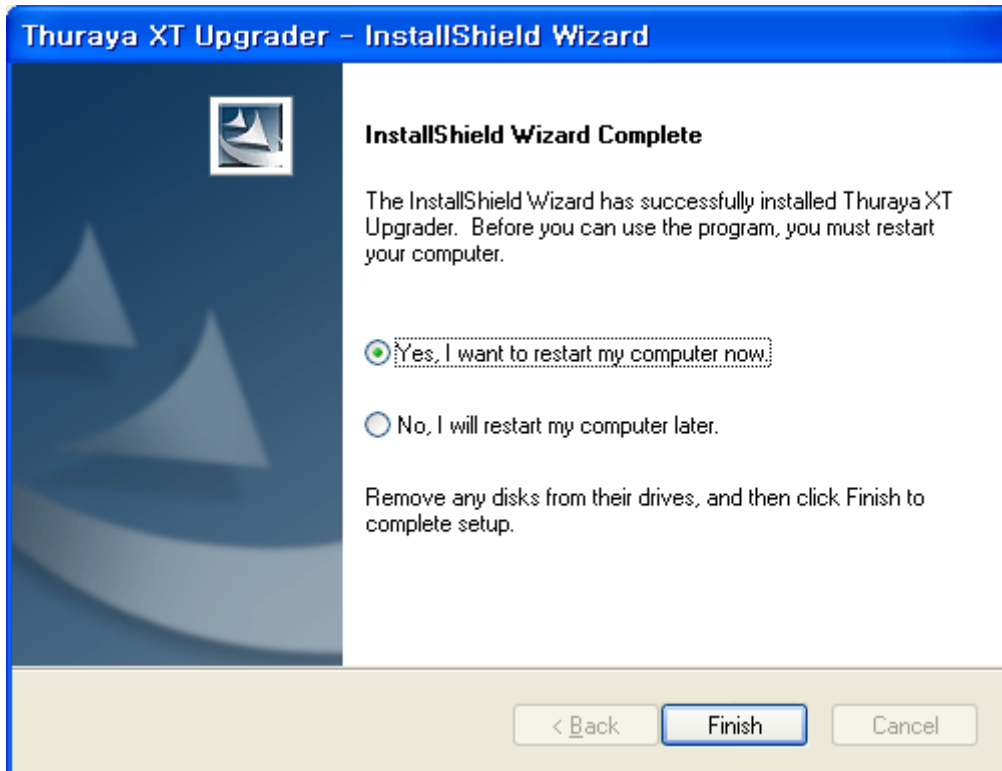 Thuraya XT Upgrader - InstallShield Wizard
InstallShield Wizard Complete
The InstallShield Wizard has successfully installed Thuraya XT
Upgrader.  Before you can use the program, you must restart
your computer.
Yes, I want to restart my computer now.
No, I will restart my computer later.
Remove any disks from their drives, and then click Finish to
complete setup.
< Back Finish Cancel